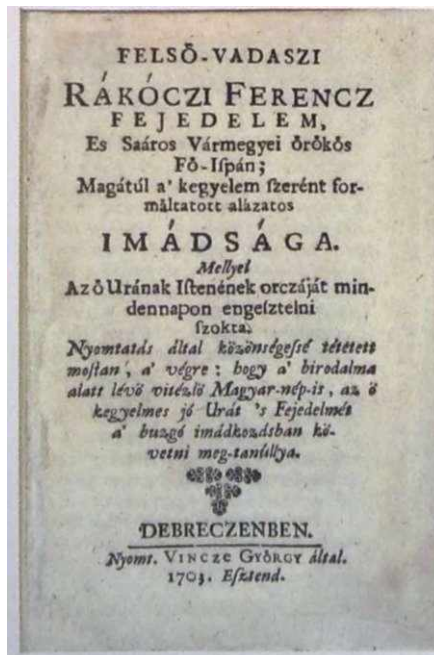 FELSŐ-VADASZI
RÁKÓCZI FERENCZ
FEJEDELEM,
Es Saáros Vármegyei örökös
Fő-Iſpán;
Magátúl a' kegyelem ſzerént for-
máltatott alázatos
IMÁDSÁGA.
Mellyel
Az ő Urának Iſtenének orczáját min-
dennapon engeſztelni
ſzokta.
Nyomtatás által közönségeſſé tétetett
moſtan, a' végre: hogy a' birodalma
alatt lévö vitézlö Magyar-nép-is, az ö
kegyelmes jó Urát 's Fejedelmét
a' buzgó imádkozásban kö-
vetni meg-tanúllya.
DEBRECZENBEN.
Nyomt. VINCZE GYÖRGY által.
1703. Eſztend.